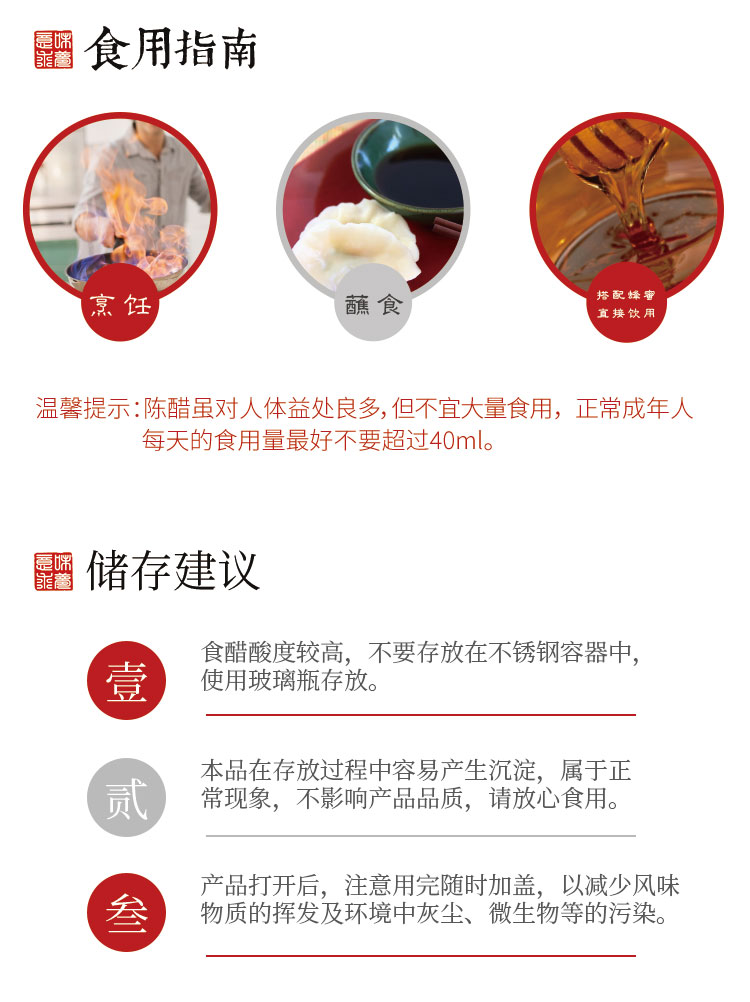 食用指南
烹饪
蘸食
搭配蜂蜜
直接饮用
温馨提示：陈醋虽对人体益处良多，但不宜大量食用，正常成年人
每天的食用量最好不要超过40ml。
储存建议
壹
食醋酸度较高，不要存放在不锈钢容器中，
使用玻璃瓶存放。
贰
本品在存放过程中容易产生沉淀，属于正
常现象，不影响产品品质，请放心食用。
叁
产品打开后，注意用完随时加盖，以减少风味
物质的挥发及环境中灰尘、微生物等的污染。